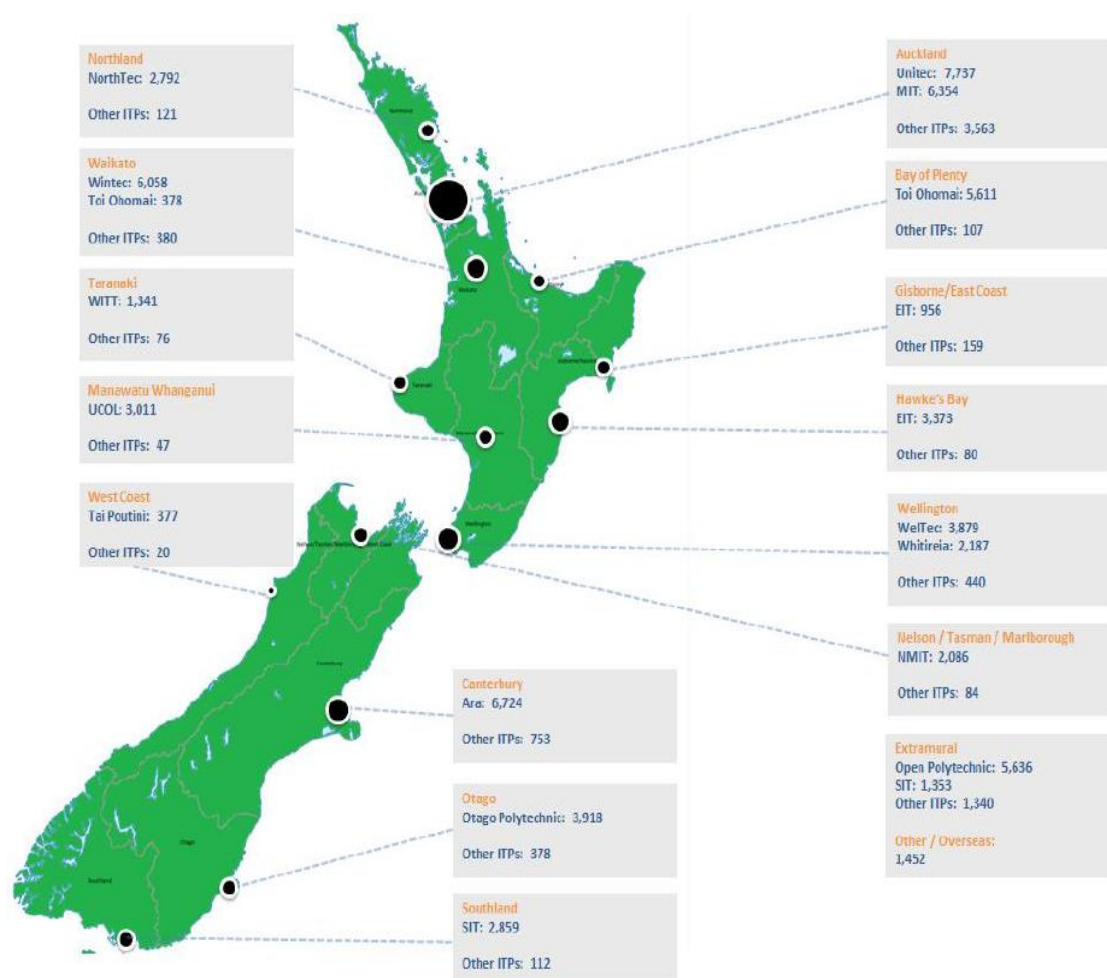 Northland
NorthTec: 2,792
Other ITPs: 121
Waikato
Wintec: 6,058
Toi Ohomai: 378
Other ITPs: 380
Taranaki
WITT: 1,341
Other ITPs: 76
Manawatu Whanganui
UCOL: 3,011
Other ITPs: 47
West Coast
Tai Poutini: 377
Other ITPs: 20
Auckland
Unitec: 7,737
MIT: 6,354
Other ITPs: 3,563
Bay of Plenty
Toi Ohomai: 5,611
Other ITPs: 107
Gisborne/East Coast
EIT: 956
Other ITPs: 159
Hawke's Bay
EIT: 3,373
Other ITPs: 80
Wellington
WelTec: 3,879
Whitireia: 2,187
Other ITPs: 440
Nelson / Tasman / Marlborough
NMIT: 2,086
Other ITPs: 84
Canterbury
Ara: 6,724
Other ITPs: 753
Otago
Otago Polytechnic: 3,918
Other ITPs: 378
Southland
SIT: 2,859
Other ITPs: 112
Extramural
Open Polytechnic: 5,636
SIT: 1,353
Other ITPs: 1,340
Other / Overseas:
1,452
Northland
Waikato
Taranaki
Wellington
Canterbury
Otago
Southland